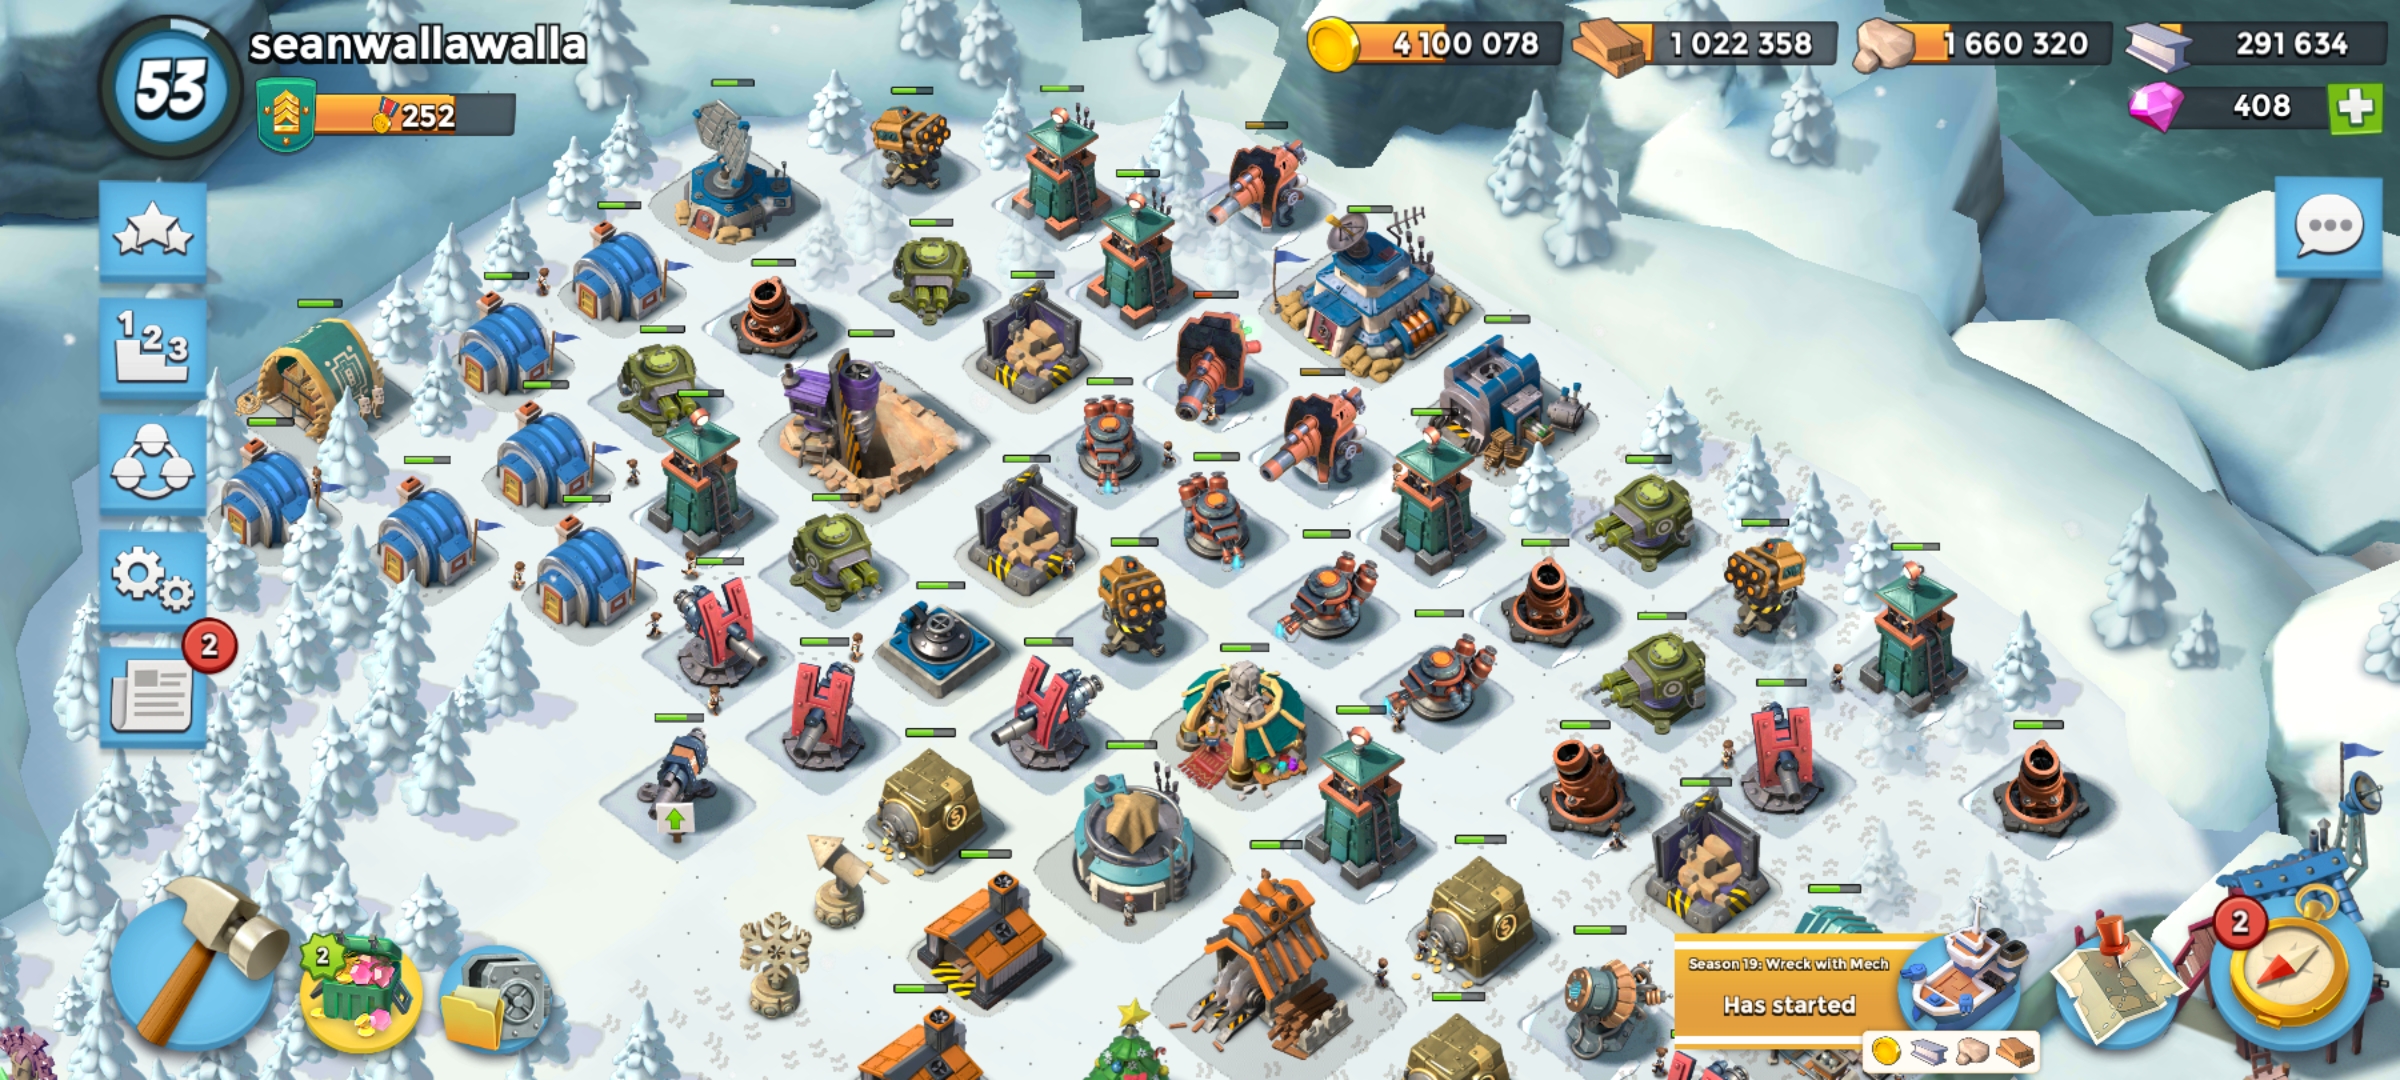 53
seanwallawalla
252
4 100 078
1 022 358
1 660 320
291 634
408
1 2 3
2
2
Season 19: Wreck with Mech
Has started
2